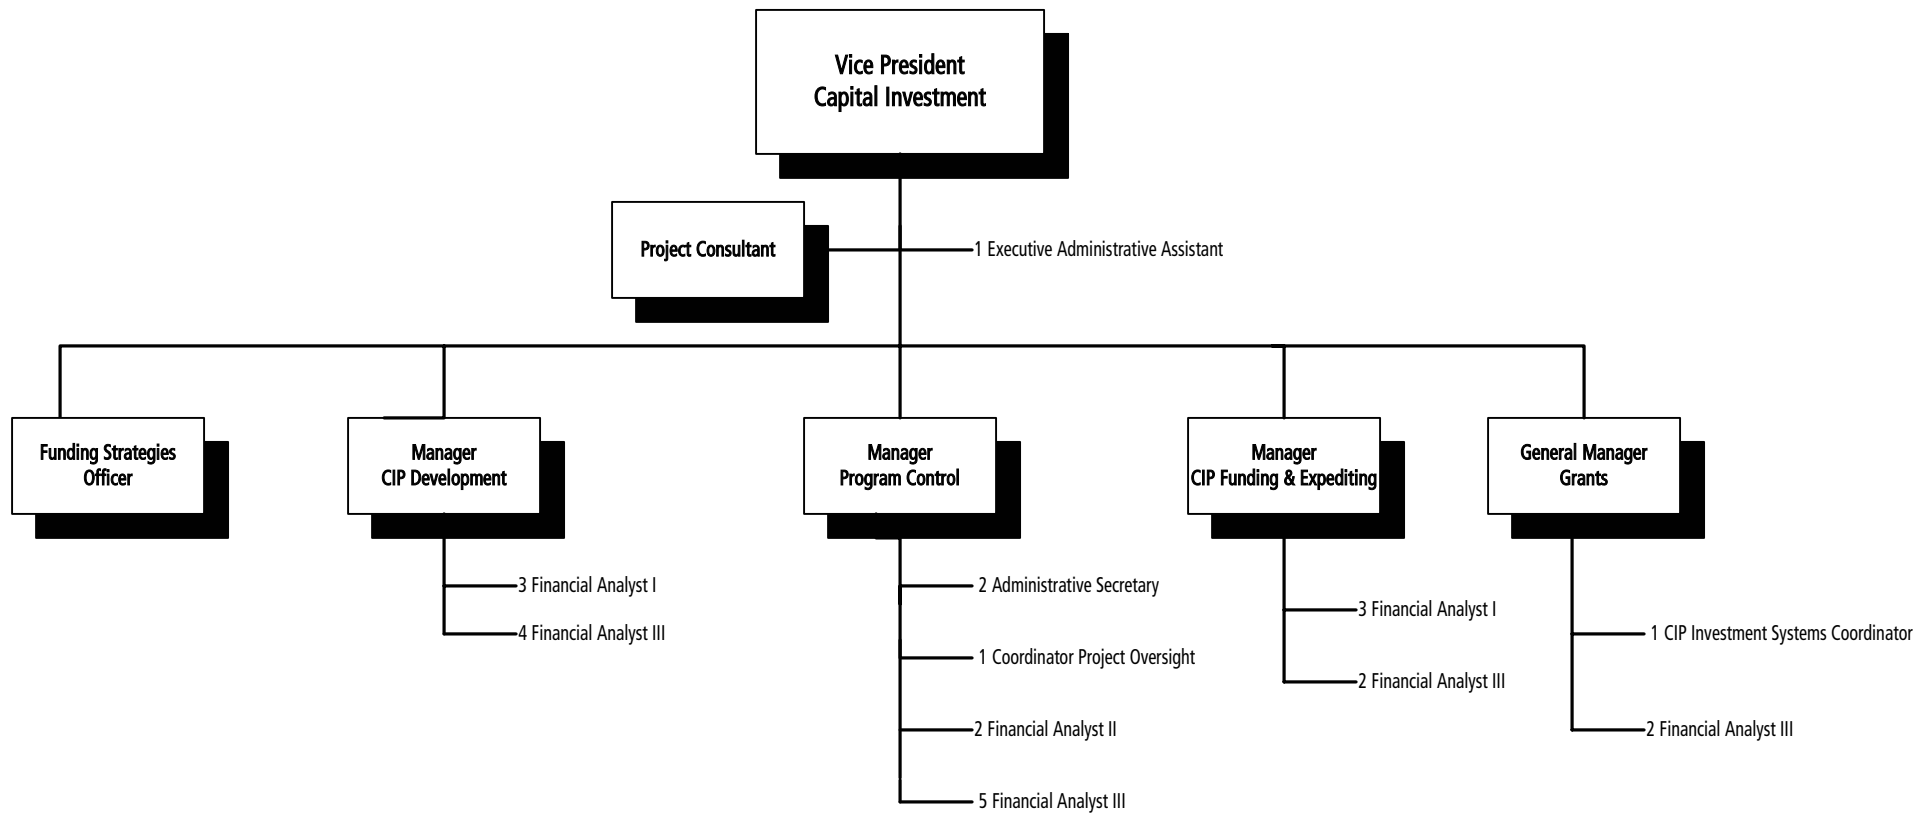 Vice President
Capital Investment
Project Consultant
1 Executive Administrative Assistant
Funding Strategies
Officer
Manager
CIP Development
Manager
Program Control
Manager
CIP Funding & Expediting
General Manager
Grants
3 Financial Analyst I
4 Financial Analyst III
2 Administrative Secretary
1 Coordinator Project Oversight
2 Financial Analyst II
5 Financial Analyst III
3 Financial Analyst I
2 Financial Analyst III
1 CIP Investment Systems Coordinator
2 Financial Analyst III